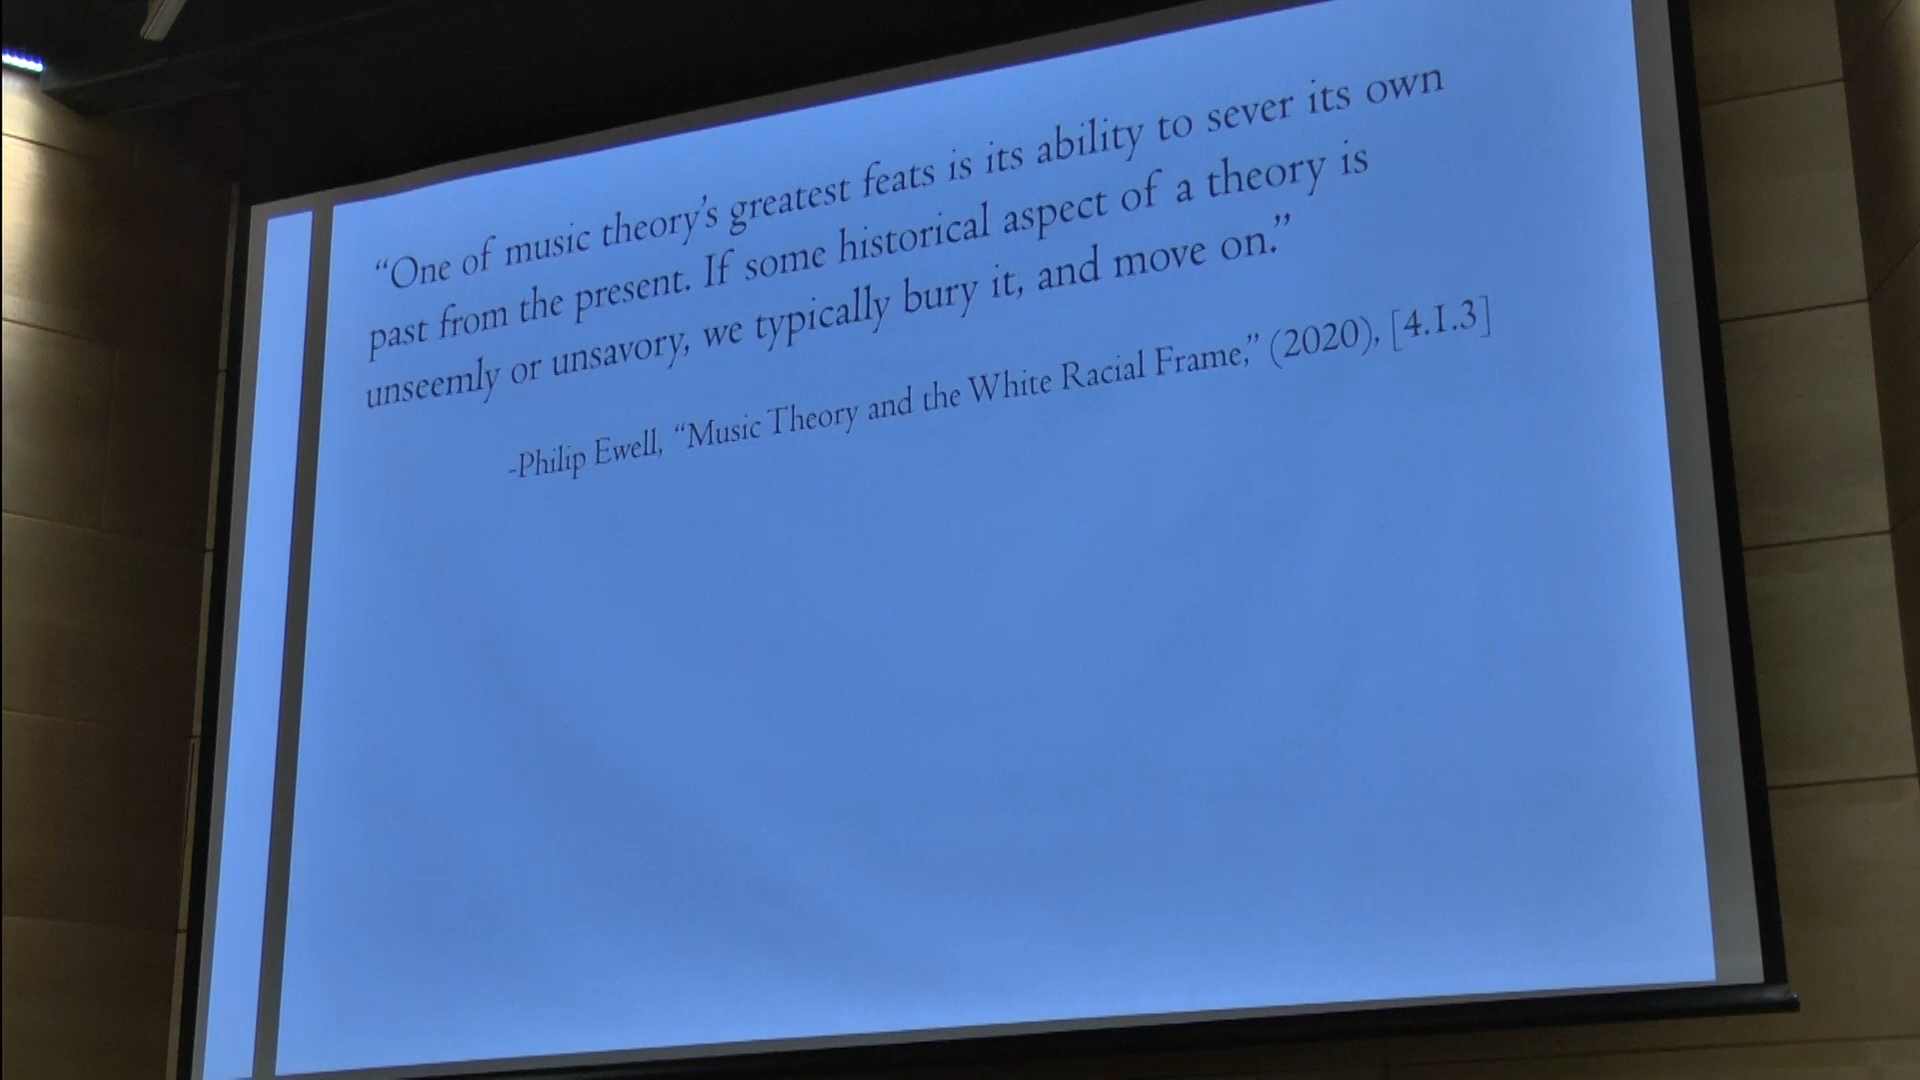 “One of music theory’s greatest feats is its ability to sever its own
past from the present. If some historical aspect of a theory is
unseemly or unsavory, we typically bury it, and move on.”
-Philip Ewell, “Music Theory and the White Racial Frame,” (2020), [4.1.3]